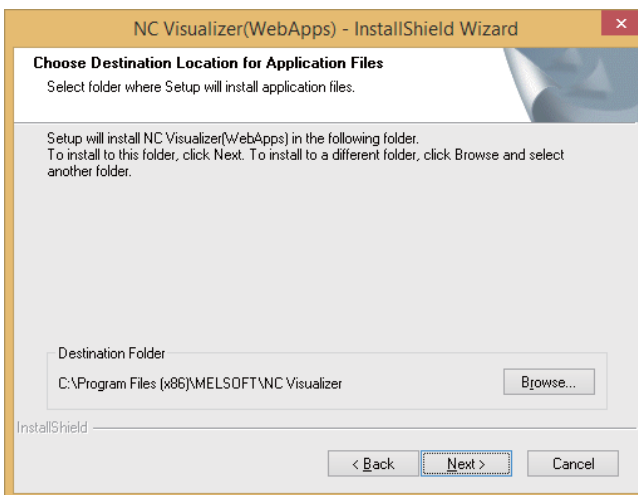 NC Visualizer(WebApps) - InstallShield Wizard
Choose Destination Location for Application Files
Select folder where Setup will install application files.
Setup will install NC Visualizer(WebApps) in the following folder.
To install to this folder, click Next. To install to a different folder, click Browse and select
another folder.
Destination Folder
C:\Program Files (x86)\MELSOFT\NC Visualizer
Browse...
InstallShield
< Back
Next >
Cancel